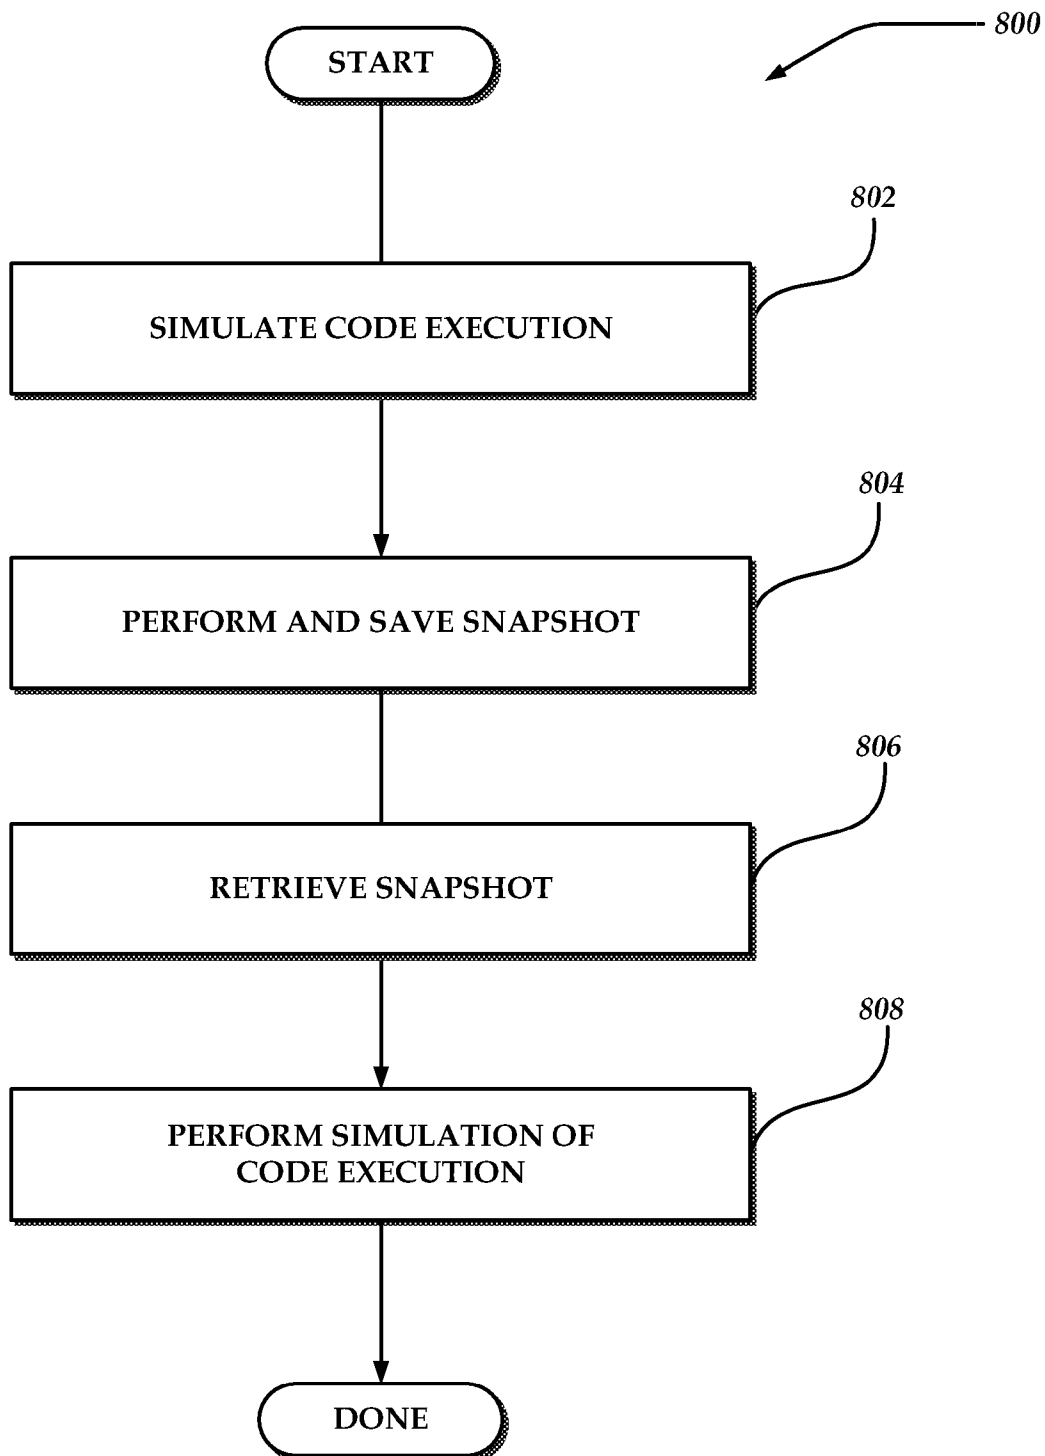 START
800
802
SIMULATE CODE EXECUTION
804
PERFORM AND SAVE SNAPSHOT
806
RETRIEVE SNAPSHOT
808
PERFORM SIMULATION OF
CODE EXECUTION
DONE